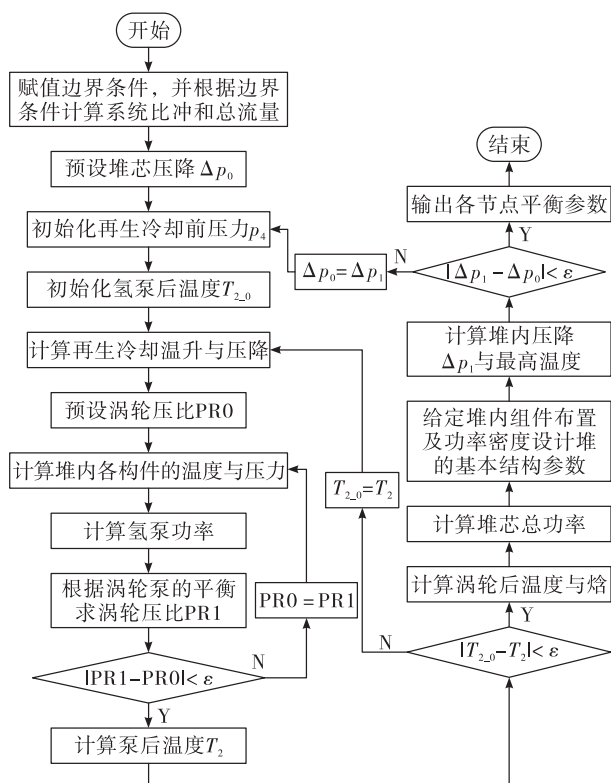 开始
赋值边界条件，并根据边界
条件计算系统比冲和总流量
预设堆芯压降 Δp₀
初始化再生冷却前压力p₄
初始化氢泵后温度T₂_₀
计算再生冷却温升与压降
预设涡轮压比PR0
计算堆内各构件的温度与压力
计算氢泵功率
根据涡轮泵的平衡
求涡轮压比PR1
|PR1−PR0|< ε
N
PR0 = PR1
Y
计算泵后温度T₂
|T₂_₀−T₂|< ε
N
T₂_₀=T₂
Y
计算涡轮后温度与焓
计算堆芯总功率
给定堆内组件布置
及功率密度设计堆
的基本结构参数
计算堆内压降
Δp₁与最高温度
|Δp₁−Δp₀|< ε
N
Δp₀=Δp₁
Y
输出各节点平衡参数
结束